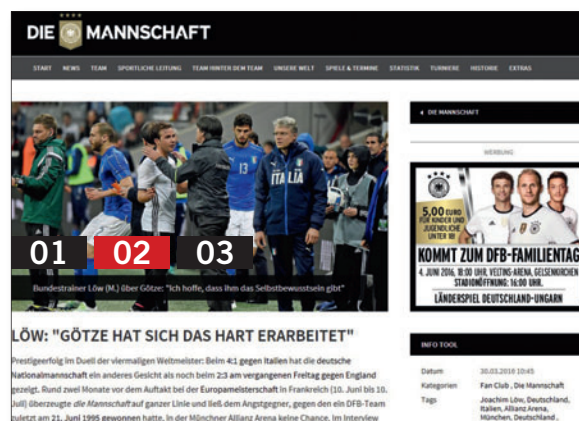 DIE MANNSCHAFT
START NEWS TEAM SPORTLICHE LEITUNG TEAM HINTER DEM TEAM UNSERE WELT SPIELE & TERMINE STATISTIK TURNIERE HISTORIE EXTRAS
13
ITALIA
01 02 03
Bundestrainer Löw (M.) über Götze: "Ich hoffe, dass ihm das Selbstbewusstsein gibt"
LÖW: "GÖTZE HAT SICH DAS HART ERARBEITET"
Prestigeerfolg im Duell der viermaligen Weltmeister: Beim 4:1 gegen Italien hat die deutsche
Nationalmannschaft ein anderes Gesicht als noch beim 2:3 am vergangenen Freitag gegen England
gezeigt. Rund zwei Monate vor dem Auftakt bei der Europameisterschaft in Frankreich (10. Juni bis 10.
Juli) überzeugte die Mannschaft auf ganzer Linie und ließ dem Angstgegner, gegen den ein DFB-Team
zuletzt am 21. Juni 1995 gewonnen hatte, in der Münchner Allianz Arena keine Chance. Im Interview
DIE MANNSCHAFT
WERBUNG
5,00 EURO
FÜR KINDER UND
JUGENDLICHE
UNTER 18!
KOMMT ZUM DFB-FAMILIENTAG
4. JUNI 2016, 18:00 UHR, VELTINS-ARENA, GELSENKIRCHEN
STADIONÖFFNUNG: 16:00 UHR.
LÄNDERSPIEL DEUTSCHLAND-UNGARN
INFO TOOL
Datum 30.03.2016 10:45
Kategorien Fan Club , Die Mannschaft
Tags Joachim Löw, Deutschland,
Italien, Allianz Arena,
München, Deutschland ,